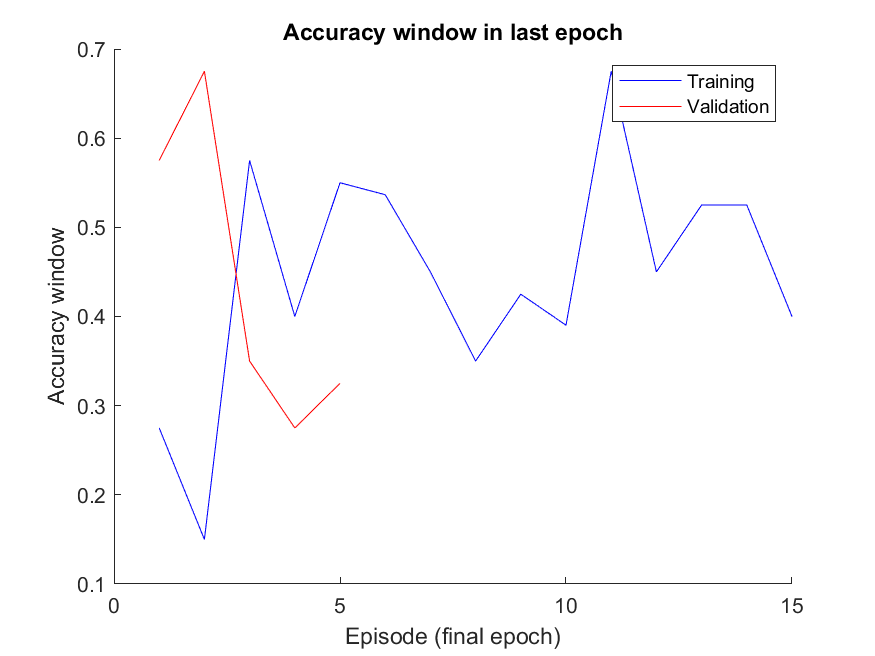 Accuracy window in last epoch
0.7
0.6
0.5
0.4
0.3
0.2
0.1
Accuracy window
Training
Validation
0 5 10 15
Episode (final epoch)